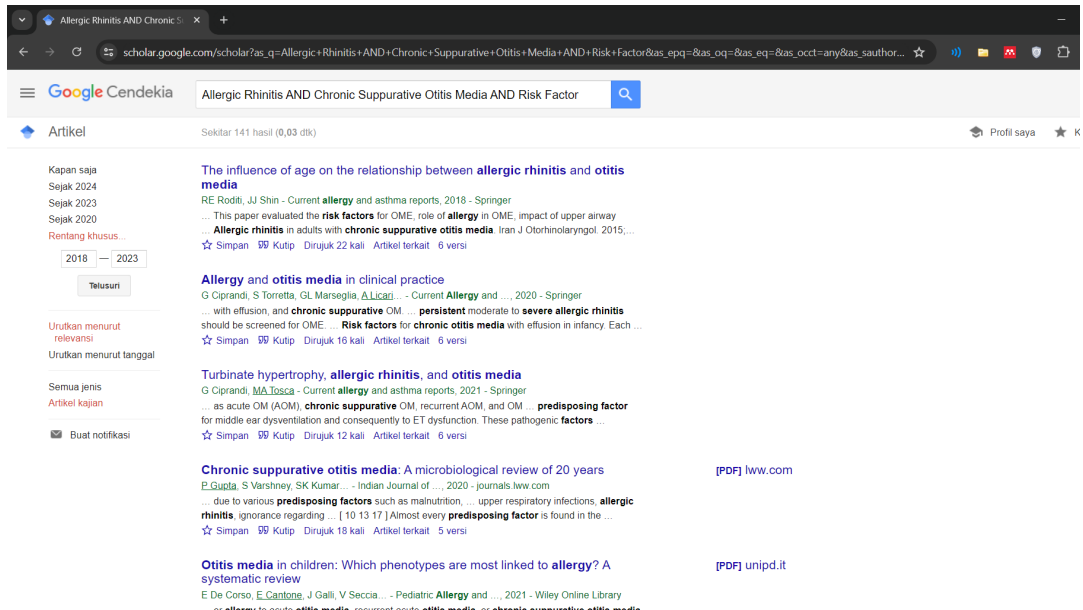 Allergic Rhinitis AND Chronic S
scholar.google.com/scholar?as_q=Allergic+Rhinitis+AND+Chronic+Suppurative+Otitis+Media+AND+Risk+Factor&as_epq=&as_oq=&as_eq=&as_occt=any&as_sauthor...
Google Cendekia
Allergic Rhinitis AND Chronic Suppurative Otitis Media AND Risk Factor
Artikel
Sekitar 141 hasil (0,03 dtk)
Profil saya
K
Kapan saja
Sejak 2024
Sejak 2023
Sejak 2020
Rentang khusus...
2018 — 2023
Telusuri
Urutkan menurut
relevansi
Urutkan menurut tanggal
Semua jenis
Artikel kajian
Buat notifikasi
The influence of age on the relationship between allergic rhinitis and otitis
media
RE Roditi, JJ Shin - Current allergy and asthma reports, 2018 - Springer
... This paper evaluated the risk factors for OME, role of allergy in OME, impact of upper airway
... Allergic rhinitis in adults with chronic suppurative otitis media. Iran J Otorhinolaryngol. 2015;...
Simpan Kutip Dirujuk 22 kali Artikel terkait 6 versi
Allergy and otitis media in clinical practice
G Ciprandi, S Torretta, GL Marseglia, A Licari... - Current Allergy and ..., 2020 - Springer
... with effusion, and chronic suppurative OM. ... persistent moderate to severe allergic rhinitis
should be screened for OME. ... Risk factors for chronic otitis media with effusion in infancy. Each ...
Simpan Kutip Dirujuk 16 kali Artikel terkait 6 versi
Turbinate hypertrophy, allergic rhinitis, and otitis media
G Ciprandi, MA Tosca - Current allergy and asthma reports, 2021 - Springer
... as acute OM (AOM), chronic suppurative OM, recurrent AOM, and OM ... predisposing factor
for middle ear dysventilation and consequently to ET dysfunction. These pathogenic factors ...
Simpan Kutip Dirujuk 12 kali Artikel terkait 6 versi
Chronic suppurative otitis media: A microbiological review of 20 years
[PDF] lww.com
P Gupta, S Varshney, SK Kumar... - Indian Journal of ..., 2020 - journals.lww.com
... due to various predisposing factors such as malnutrition, ... upper respiratory infections, allergic
rhinitis, ignorance regarding ... [ 10 13 17 ] Almost every predisposing factor is found in the ...
Simpan Kutip Dirujuk 18 kali Artikel terkait 5 versi
Otitis media in children: Which phenotypes are most linked to allergy? A
systematic review
[PDF] unipd.it
E De Corso, E Cantone, J Galli, V Seccia... - Pediatric Allergy and ..., 2021 - Wiley Online Library
... or allergy to acute otitis media, recurrent acute otitis media, or chronic suppurative otitis media